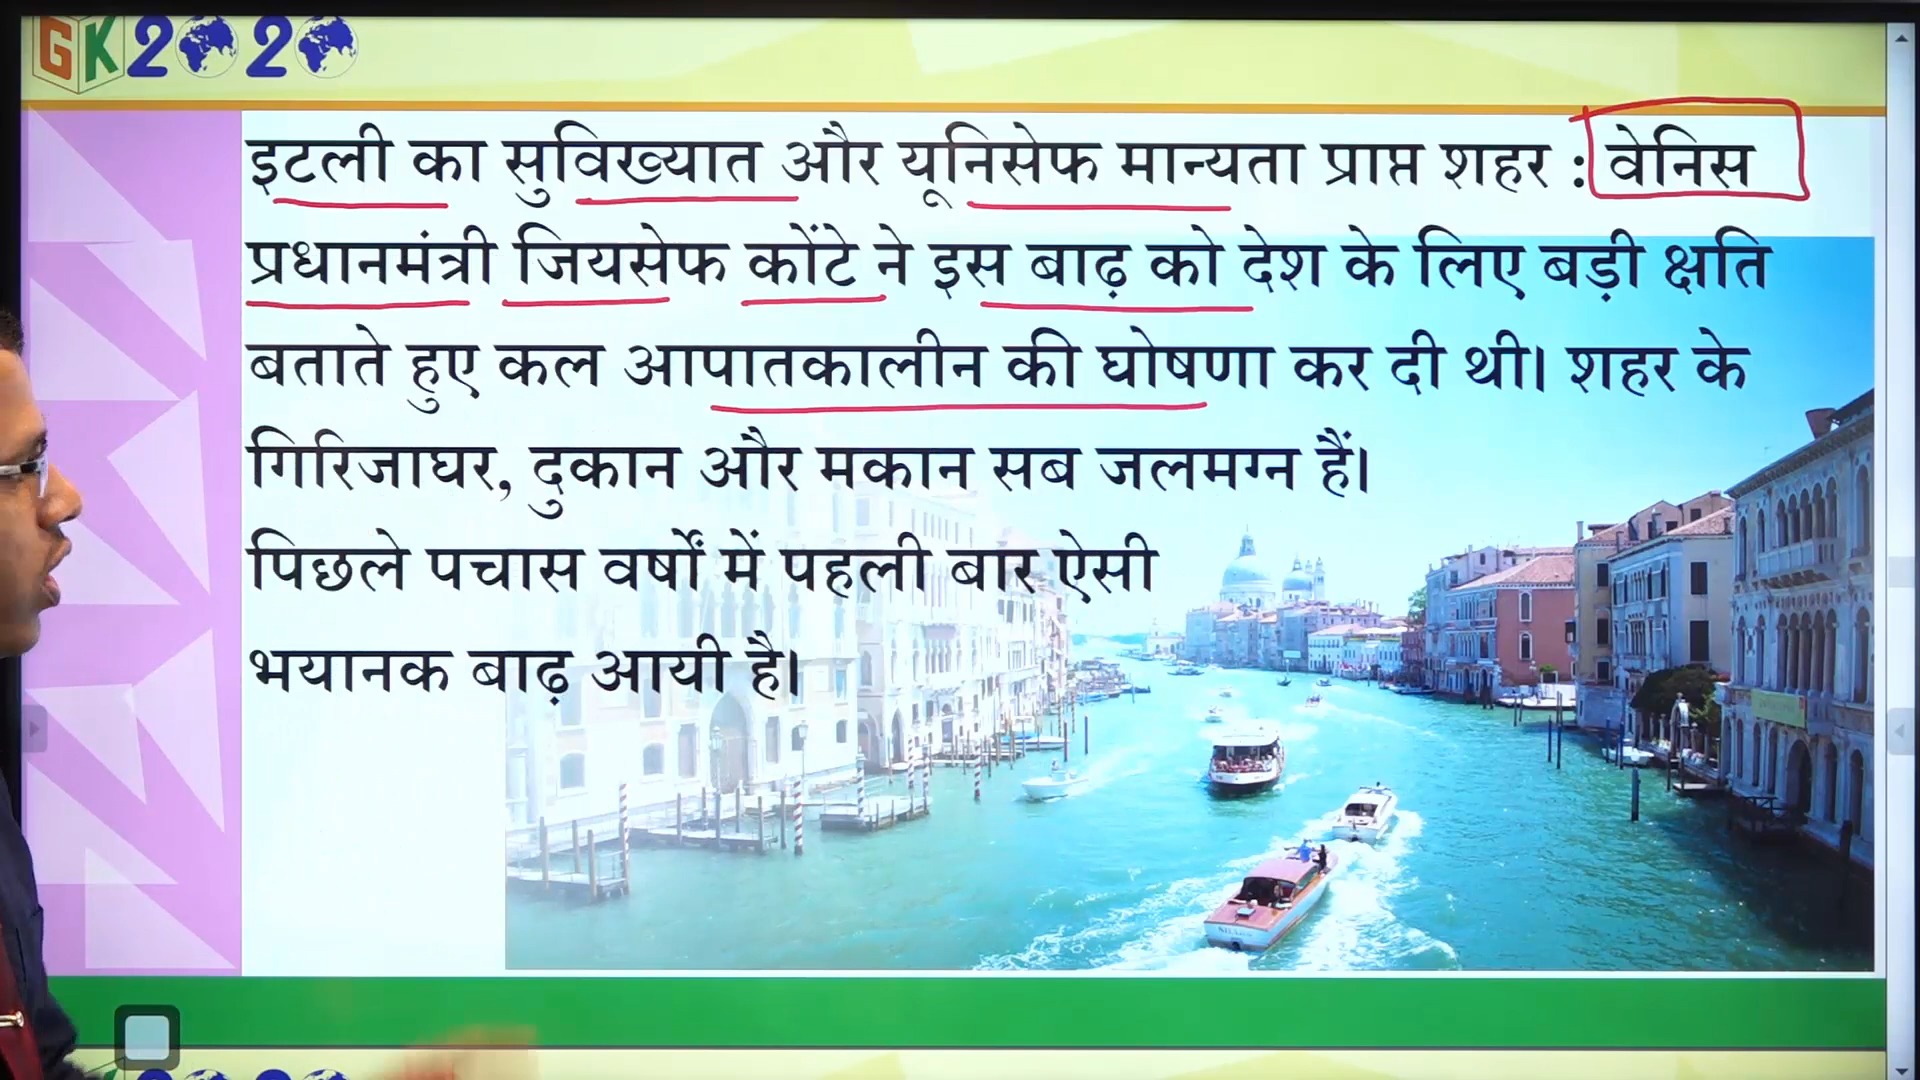 GK2020
इटली का सुविख्यात और यूनिसेफ मान्यता प्राप्त शहर : वेनिस
प्रधानमंत्री जियसेफ कोंटे ने इस बाढ़ को देश के लिए बड़ी क्षति
बताते हुए कल आपातकालीन की घोषणा कर दी थी। शहर के
गिरिजाघर, दुकान और मकान सब जलमग्न हैं।
पिछले पचास वर्षों में पहली बार ऐसी
भयानक बाढ़ आयी है।